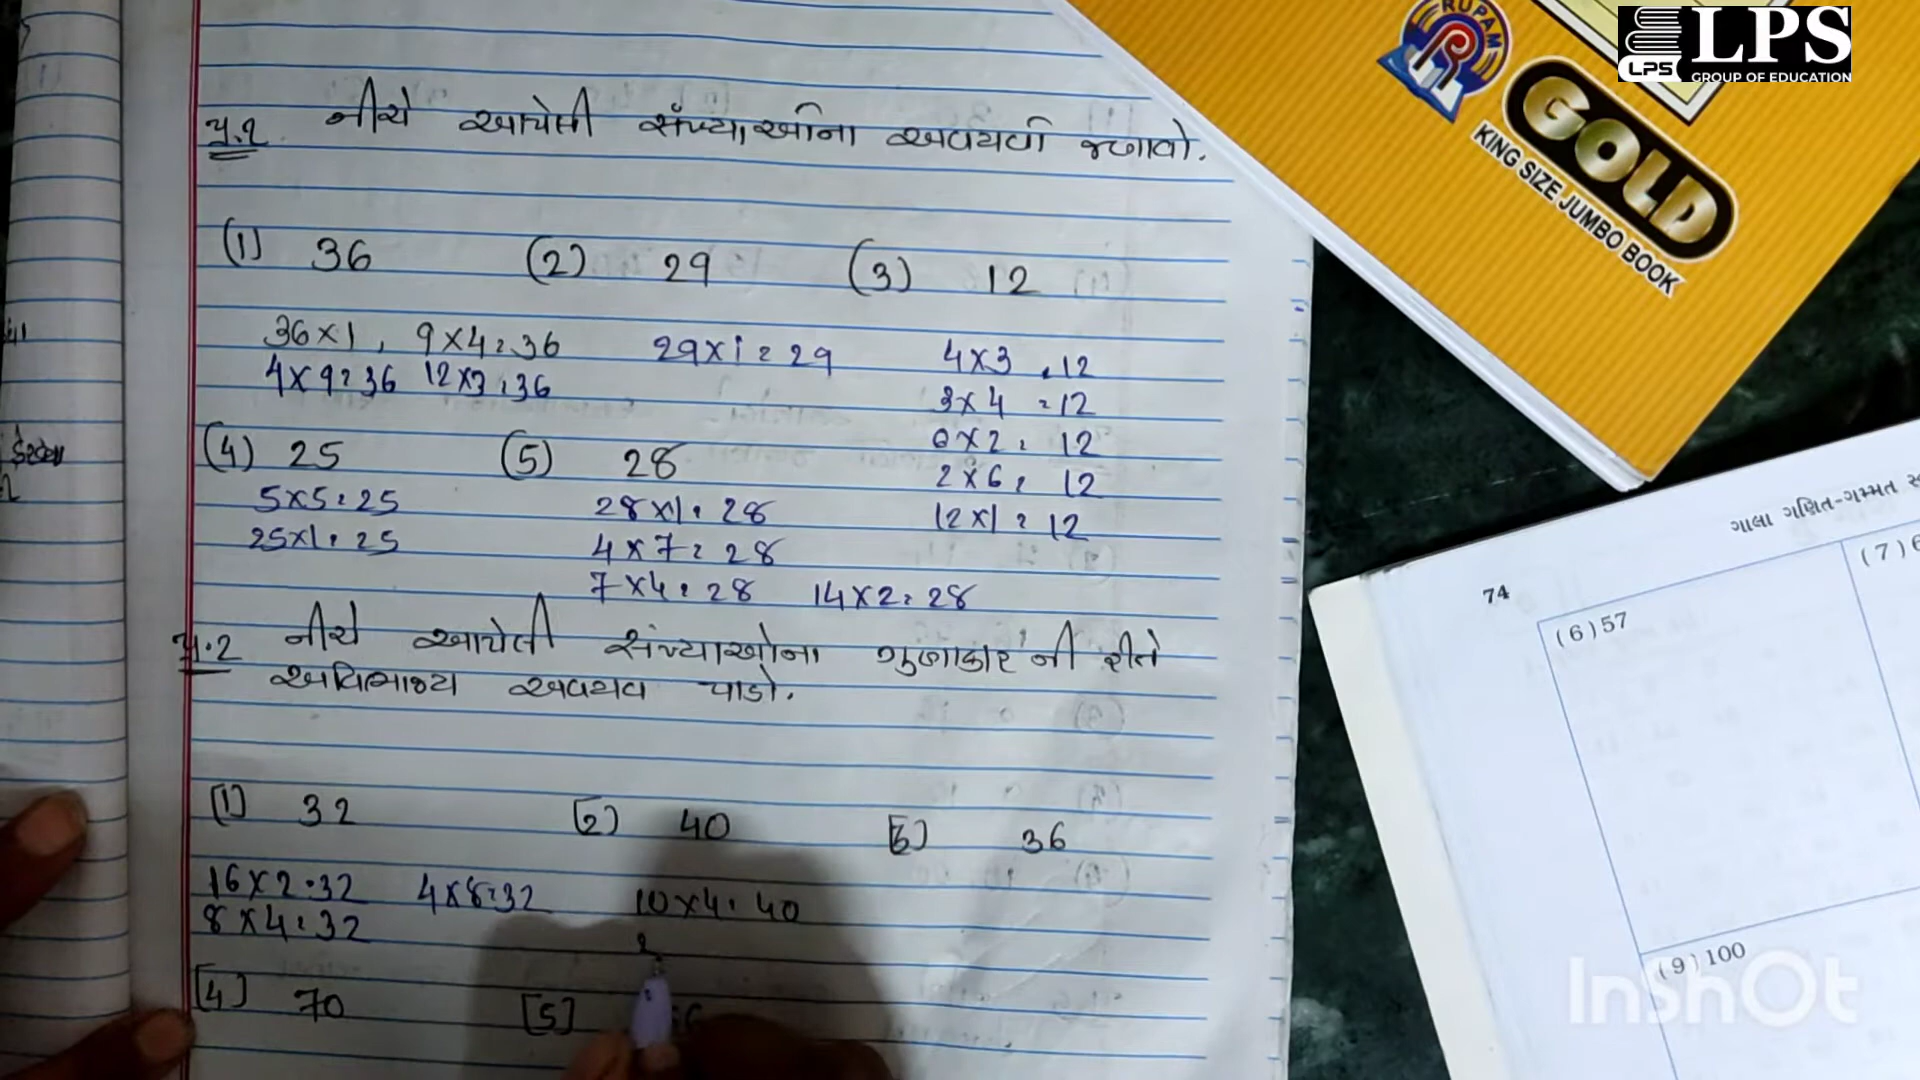 પ્ર.૧ નીચે આપેલી સંખ્યાઓના અવયવો જણાવો.
(1) 36 (2) 29 (3) 12
36×1, 9×4=36 29×1=29 4×3=12
4×9=36 12×3=36 3×4=12
6×2=12
(4) 25 (5) 28
2×6=12
5×5=25 28×1=28 12×1=12
25×1=25 4×7=28
7×4=28 14×2=28
પ્ર.2 નીચે આપેલી સંખ્યાઓના ગુણાકાર ની રીતે
અવિભાજ્ય અવયવ પાડો.
[1] 32 [2] 40 [3] 36
16×2=32 4×8=32 10×4=40
8×4=32
[4] 70 [5]
RUPAM
GOLD
KING SIZE JUMBO BOOK
LPS
LPS
GROUP OF EDUCATION
ગાલા ગણિત-ગમ્મત
74
(6) 57
(7) 6
(9) 100
InShOt